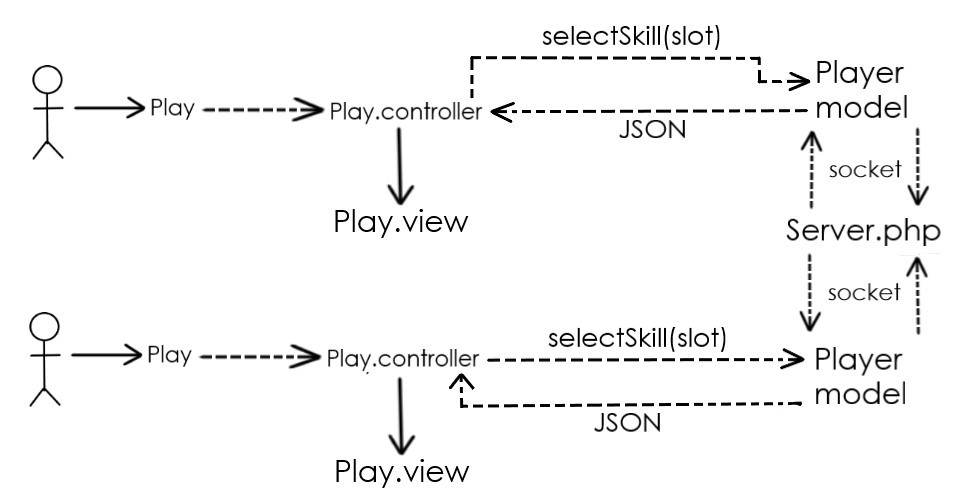 selectSkill(slot)
Player
model
Play
Play.controller
JSON
socket
Play.view
Server.php
socket
selectSkill(slot)
Play
Play.controller
Player
model
JSON
Play.view